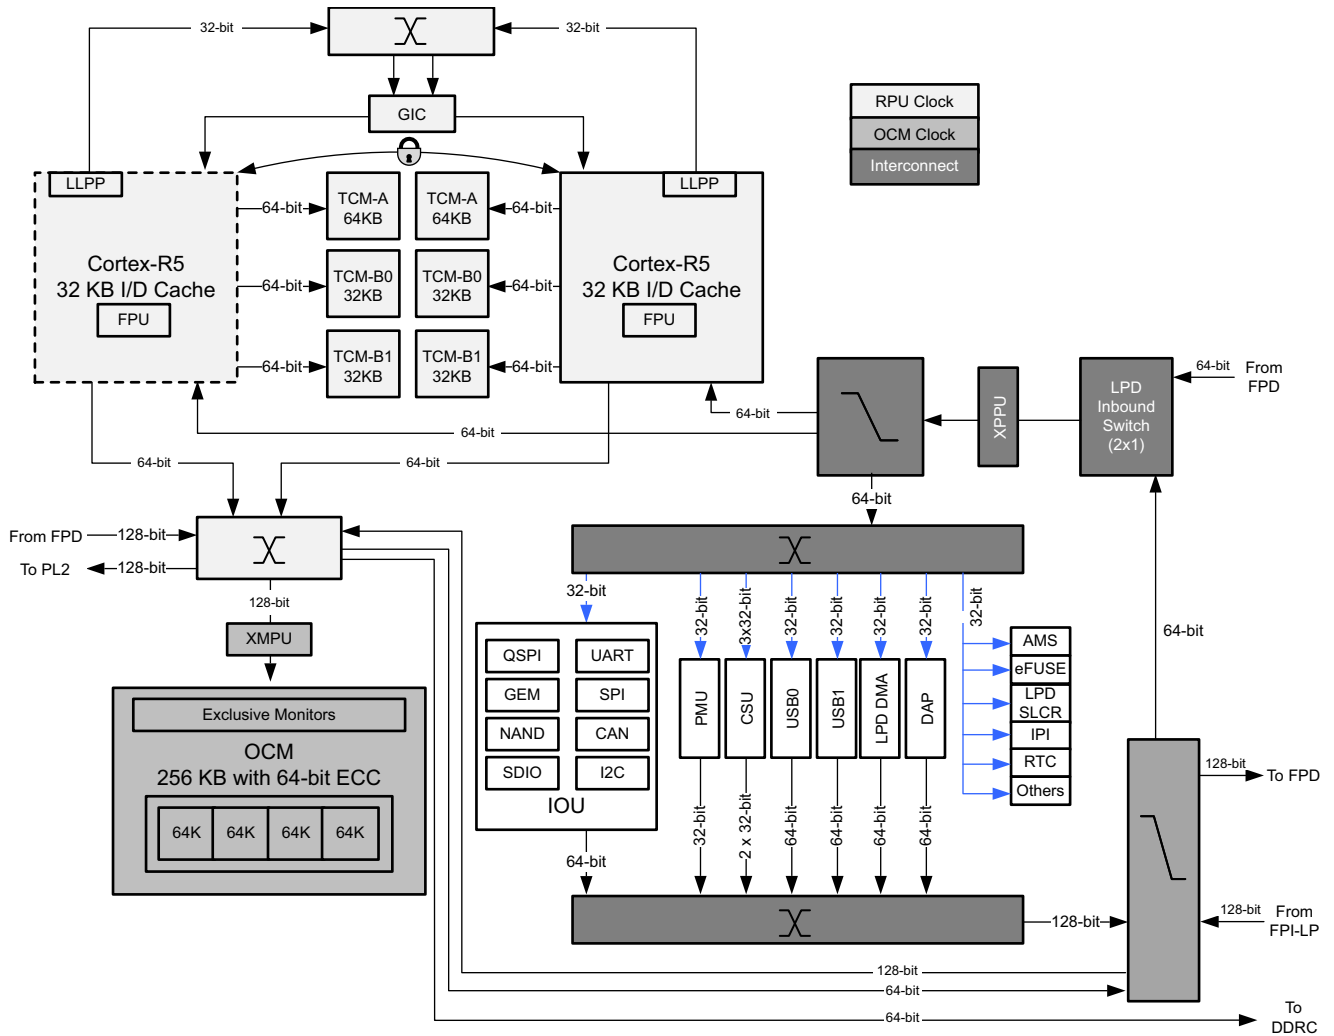 32-bit
32-bit
GIC
RPU Clock
OCM Clock
Interconnect
LLPP
LLPP
Cortex-R5
32 KB I/D Cache
FPU
64-bit
64-bit
64-bit
TCM-A
64KB
TCM-A
64KB
TCM-B0
32KB
TCM-B0
32KB
TCM-B1
32KB
TCM-B1
32KB
64-bit
64-bit
64-bit
Cortex-R5
32 KB I/D Cache
FPU
64-bit
64-bit
64-bit
64-bit
XPPU
LPD
Inbound
Switch
(2x1)
64-bit
From
FPD
64-bit
From FPD
128-bit
To PL2
128-bit
128-bit
XMPU
Exclusive Monitors
OCM
256 KB with 64-bit ECC
64K
64K
64K
64K
32-bit
32-bit
3x32-bit
32-bit
32-bit
32-bit
32-bit
32-bit
QSPI
UART
GEM
SPI
NAND
CAN
SDIO
I2C
IOU
PMU
CSU
USB0
USB1
LPD DMA
DAP
AMS
eFUSE
LPD
SLCR
IPI
RTC
Others
64-bit
64-bit
32-bit
2 x 32-bit
64-bit
64-bit
64-bit
64-bit
128-bit
To FPD
128-bit
128-bit
From
FPI-LP
128-bit
64-bit
64-bit
To
DDRC